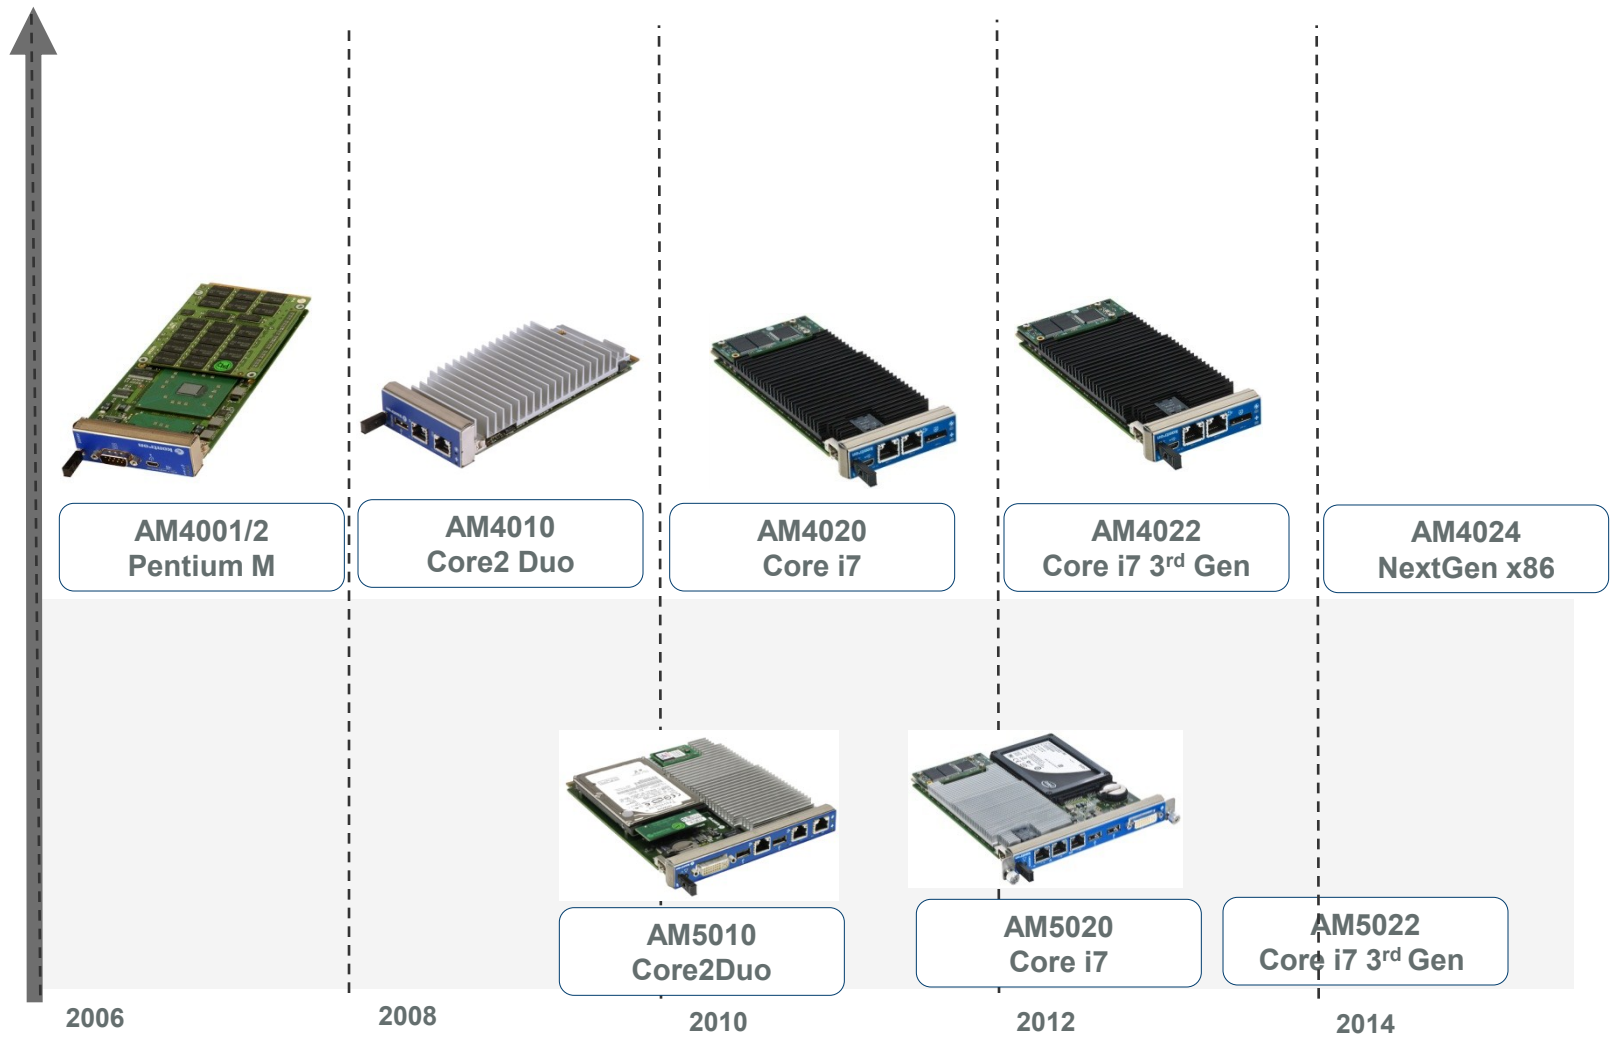 AM4001/2
Pentium M
AM4010
Core2 Duo
AM4020
Core i7
AM4022
Core i7 3rd Gen
AM4024
NextGen x86
AM5010
Core2Duo
AM5020
Core i7
AM5022
Core i7 3rd Gen
2006
2008
2010
2012
2014